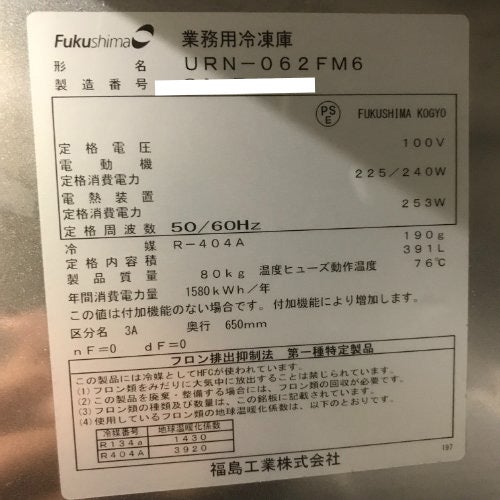 Fukushima 業務用冷凍庫
形名 URN-062FM6
製造番号
PSE FUKUSHIMA KOGYO
定格電圧 100V
電動機
定格消費電力 225/240W
電熱装置
定格消費電力 253W
定格周波数 50/60Hz
冷媒 R-404A 190g
定格内容積 391L
製品質量 80kg 温度ヒューズ動作温度 76℃
年間消費電力量 1580kWh/年
この値は付加機能のない場合です。付加機能により増加します。
区分名 3A 奥行 650mm
nF=0 dF=0
フロン排出抑制法 第一種特定製品
この製品には冷媒としてHFCが使われています。
(1)フロン類をみだりに大気中に放出することは禁じられています。
(2)この製品を廃棄・整備する場合には、フロン類の回収が必要です。
(3)フロン類の種類及び数量は、この銘板に記載されています。
(4)使用しているフロン類の地球温暖化係数は、以下のとおりです。
冷媒番号 地球温暖化係数
R134a 1430
R404A 3920
197
福島工業株式会社